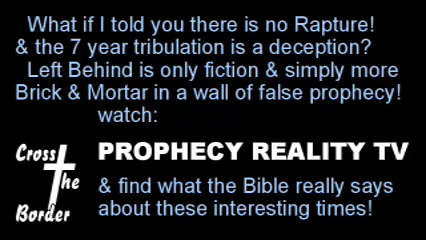 What if I told you there is no Rapture!
& the 7 year tribulation is a deception?
Left Behind is only fiction & simply more
Brick & Mortar in a wall of false prophecy!
watch:
PROPHECY REALITY TV
Cross
the
Border
& find what the Bible really says
about these interesting times!